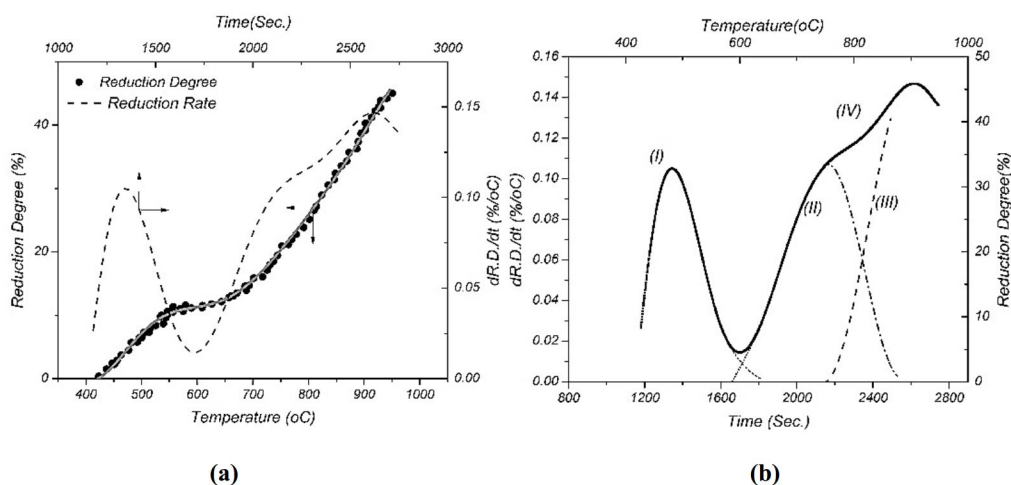 Time(Sec.)
1000 1500 2000 2500 3000
Reduction Degree
Reduction Rate
Reduction Degree (%)
40
20
0
0.15
0.10
0.05
0.00
dR.D./dt (%/oC)
400 500 600 700 800 900 1000
Temperature (oC)
(a)
Temperature(oC)
400 600 800 1000
dR.D./dt (%/oC)
0.16
0.14
0.12
0.10
0.08
0.06
0.04
0.02
0.00
(I)
(II)
(III)
(IV)
50
40
30
20
10
0
Reduction Degree(%)
800 1200 1600 2000 2400 2800
Time (Sec.)
(b)